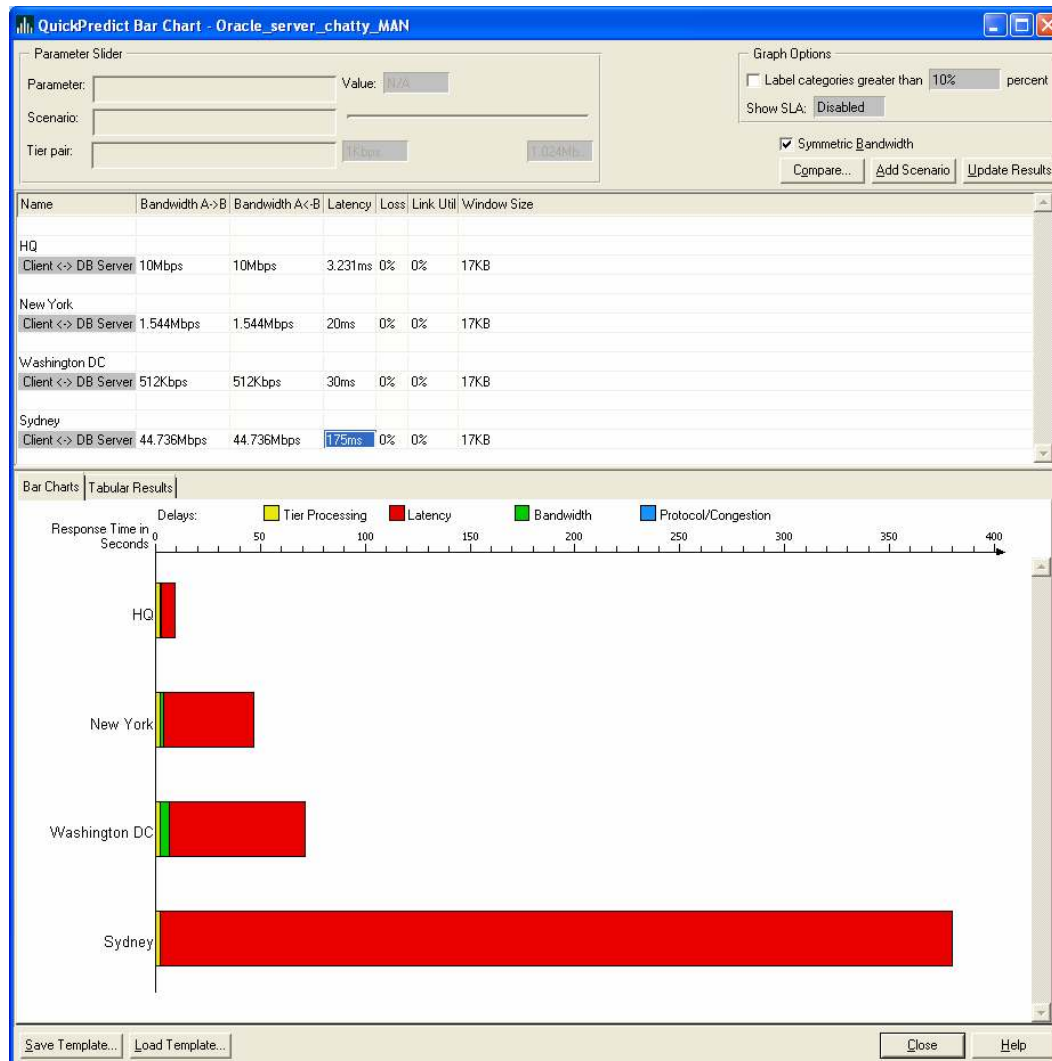 QuickPredict Bar Chart - Oracle_server_chatty_MAN
Parameter Slider
Parameter:
Value: N/A
Scenario:
Tier pair:
1Kbps
1.024Mb
Graph Options
Label categories greater than 10% percent
Show SLA: Disabled
Symmetric Bandwidth
Compare... Add Scenario Update Results
Name Bandwidth A->B Bandwidth A<-B Latency Loss Link Util Window Size
HQ
Client <-> DB Server 10Mbps 10Mbps 3.231ms 0% 0% 17KB
New York
Client <-> DB Server 1.544Mbps 1.544Mbps 20ms 0% 0% 17KB
Washington DC
Client <-> DB Server 512Kbps 512Kbps 30ms 0% 0% 17KB
Sydney
Client <-> DB Server 44.736Mbps 44.736Mbps 175ms 0% 0% 17KB
Bar Charts Tabular Results
Delays: Tier Processing Latency Bandwidth Protocol/Congestion
Response Time in
Seconds
0 50 100 150 200 250 300 350 400
HQ
New York
Washington DC
Sydney
Save Template... Load Template... Close Help